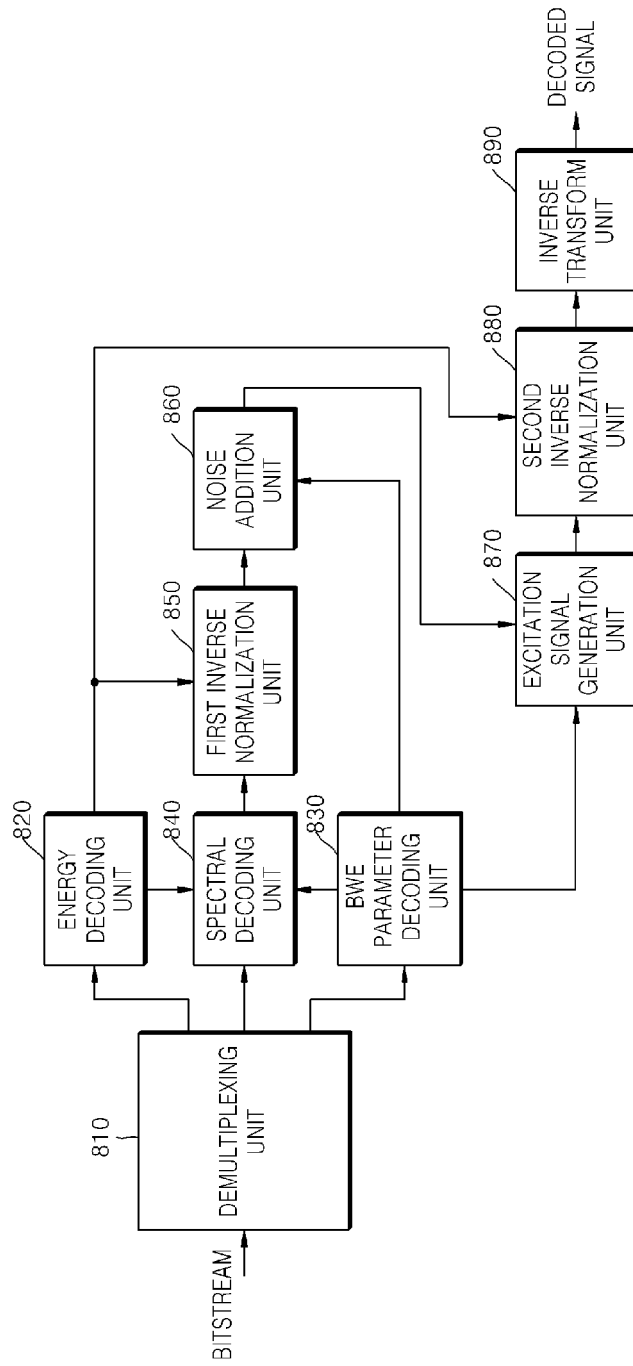 BITSTREAM
810
DEMULTIPLEXING
UNIT
820
ENERGY
DECODING
UNIT
840
SPECTRAL
DECODING
UNIT
830
BWE
PARAMETER
DECODING
UNIT
850
FIRST INVERSE
NORMALIZATION
UNIT
860
NOISE
ADDITION
UNIT
870
EXCITATION
SIGNAL
GENERATION
UNIT
880
SECOND
INVERSE
NORMALIZATION
UNIT
890
INVERSE
TRANSFORM
UNIT
DECODED
SIGNAL